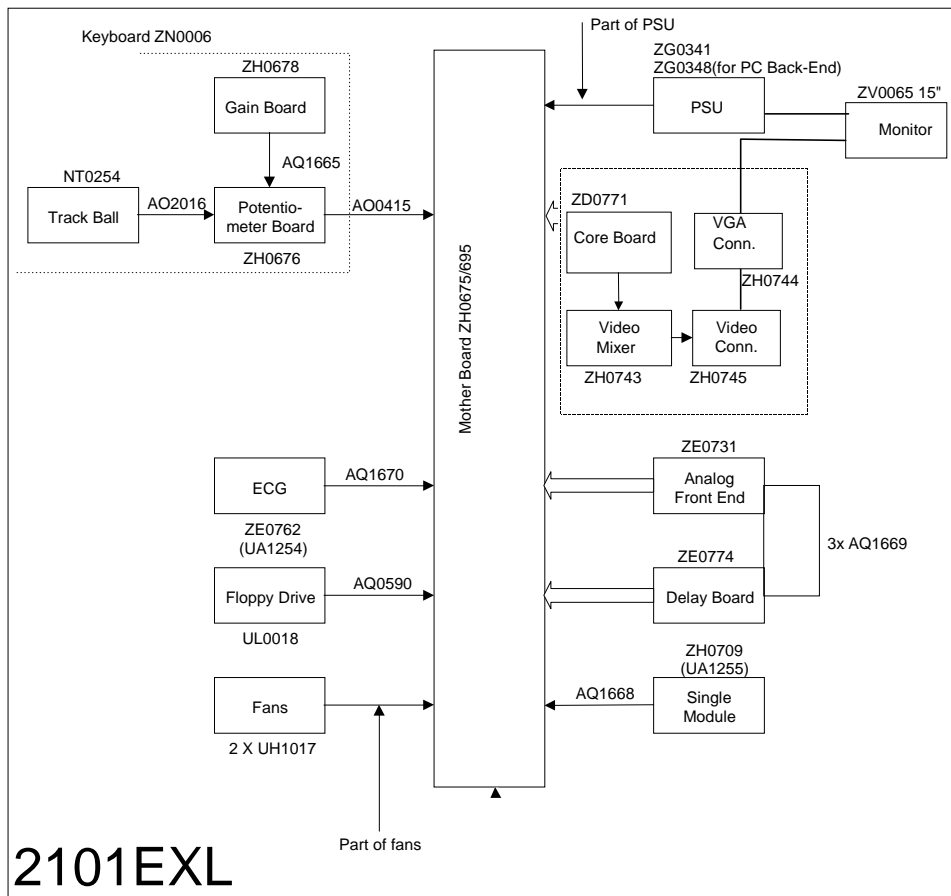 Part of PSU
Keyboard ZN0006
ZG0341
ZG0348(for PC Back-End)
PSU
ZV0065 15"
Monitor
ZH0678
Gain Board
AQ1665
NT0254
Track Ball
AO2016
Potentio-
meter Board
ZH0676
AO0415
Mother Board ZH0675/695
ZD0771
Core Board
VGA
Conn.
ZH0744
Video
Mixer
ZH0743
Video
Conn.
ZH0745
ECG
AQ1670
ZE0762
(UA1254)
ZE0731
Analog
Front End
3x AQ1669
ZE0774
Delay Board
Floppy Drive
AQ0590
UL0018
ZH0709
(UA1255)
AQ1668
Single
Module
Fans
2 X UH1017
Part of fans
2101EXL